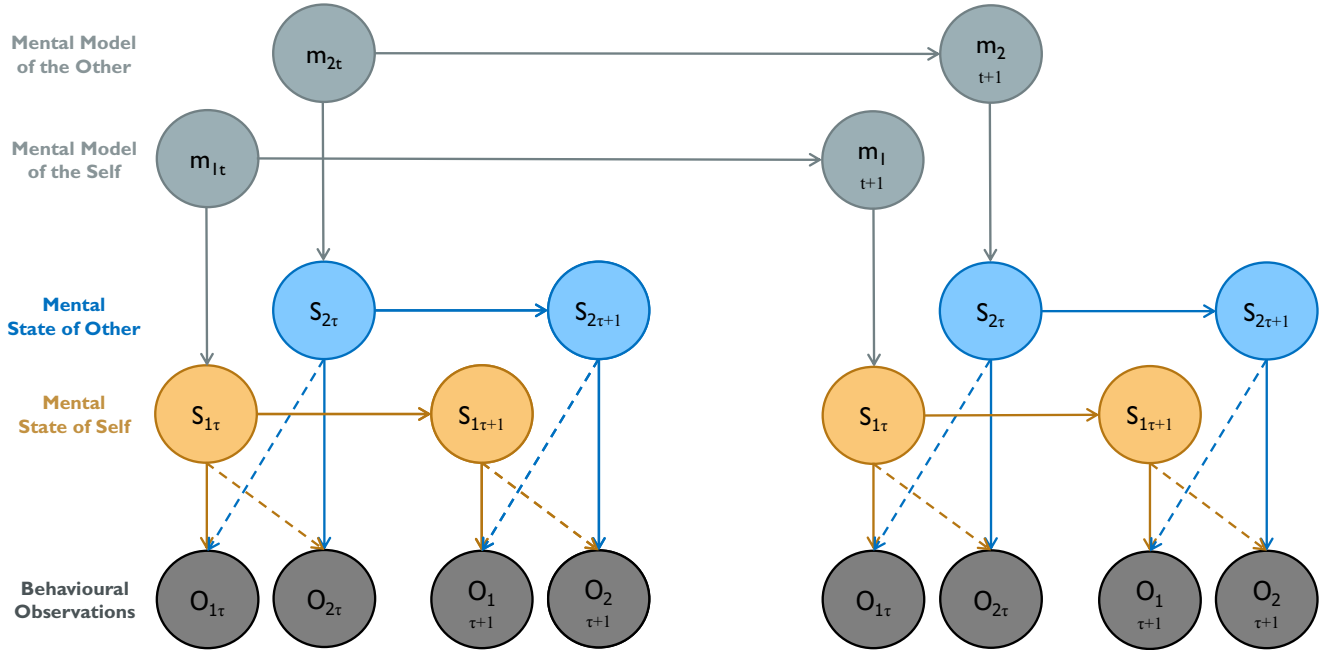 Mental Model
of the Other
m2t
m2
t+1
Mental Model
of the Self
m1t
m1
t+1
Mental
State of Other
S2τ
S2τ+1
S2τ
S2τ+1
Mental
State of Self
S1τ
S1τ+1
S1τ
S1τ+1
Behavioural
Observations
O1τ
O2τ
O1
τ+1
O2
τ+1
O1τ
O2τ
O1
τ+1
O2
τ+1